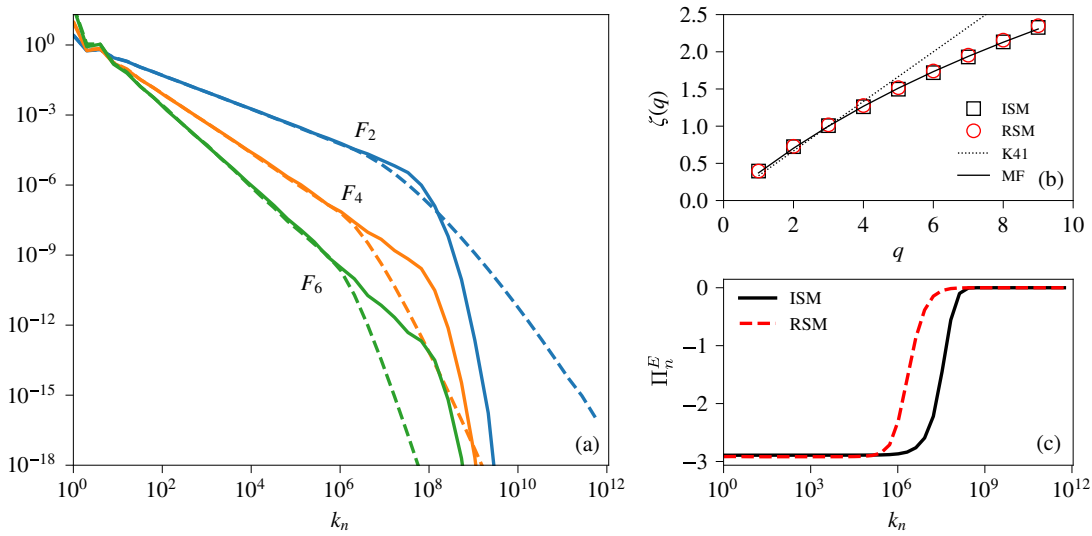 10^0
10^−3
10^−6
10^−9
10^−12
10^−15
10^−18
F_2
F_4
F_6
(a)
10^0 10^2 10^4 10^6 10^8 10^10 10^12
k_n
2.5
2.0
1.5
1.0
0.5
0.0
ζ(q)
ISM
RSM
K41
MF
(b)
0 2 4 6 8 10
q
0
−1
−2
−3
Π_n^E
ISM
RSM
(c)
10^0 10^3 10^6 10^9 10^12
k_n